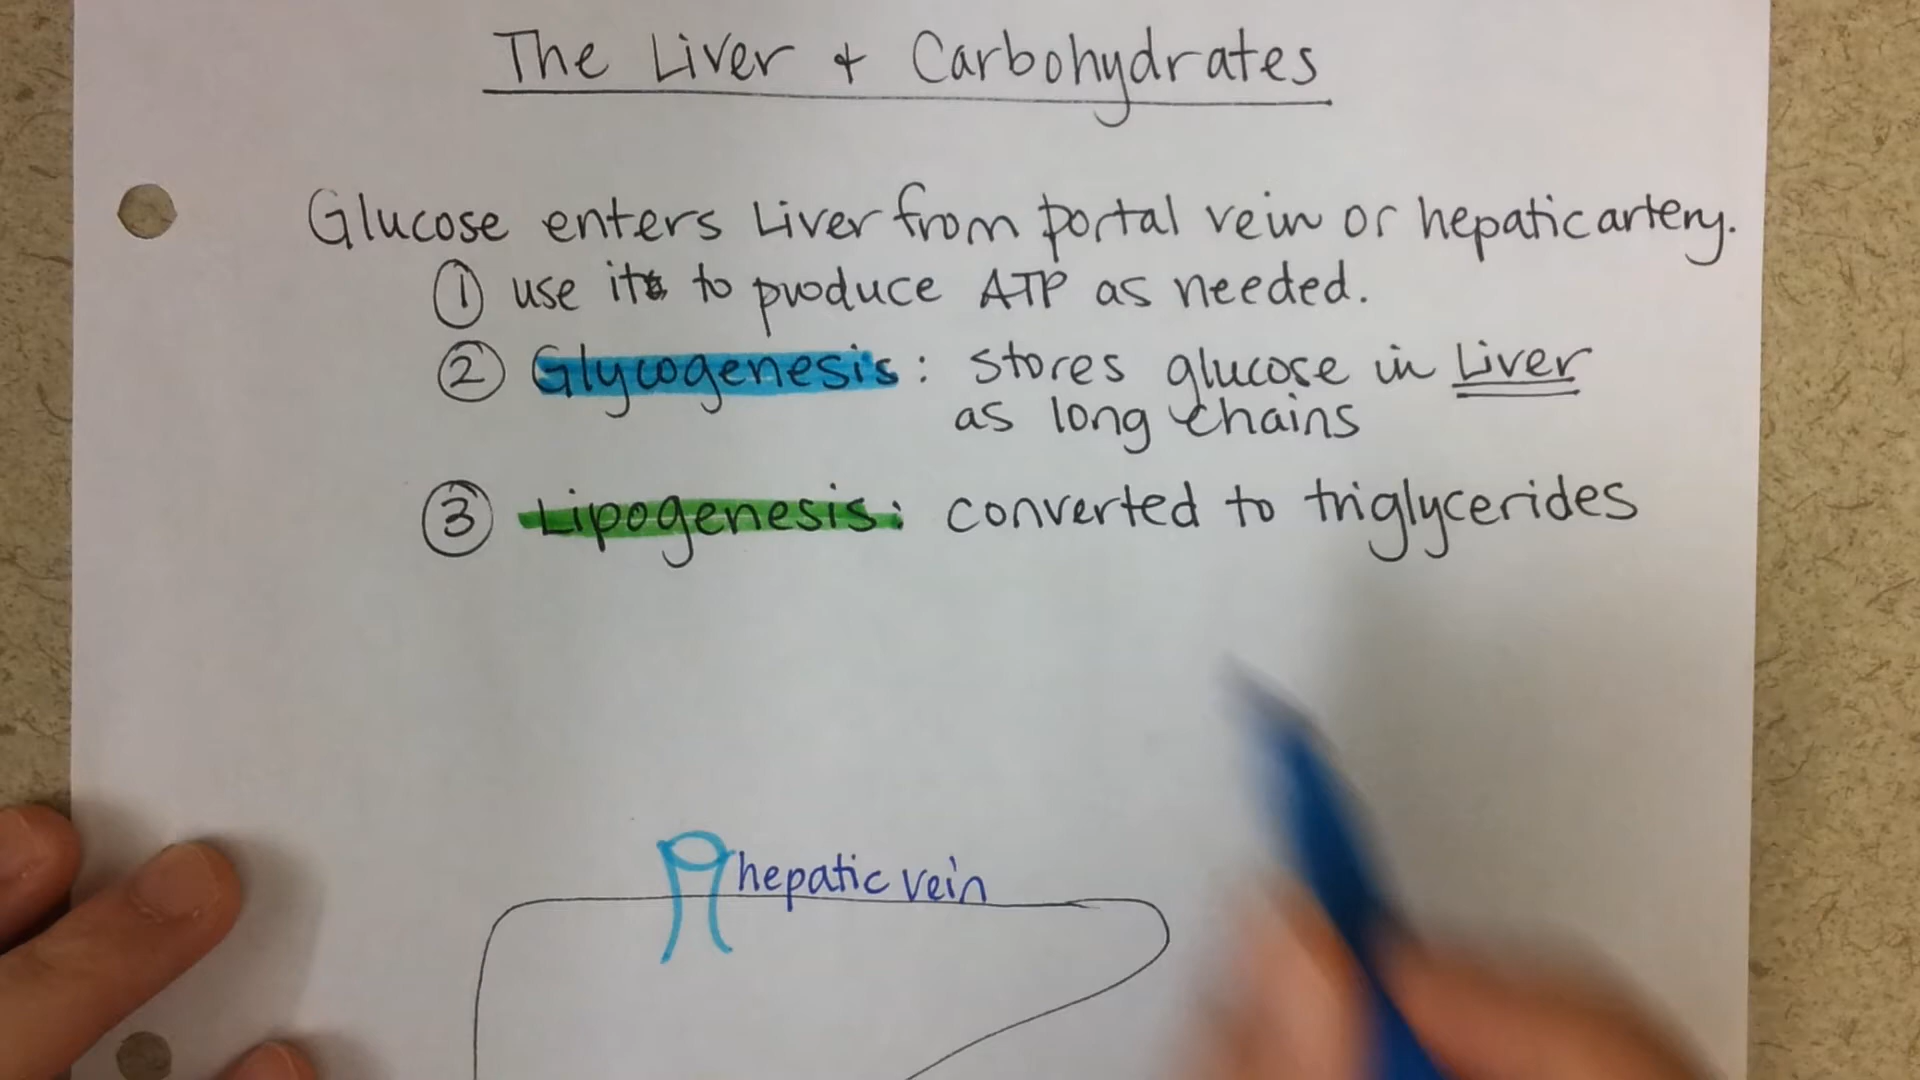 The Liver + Carbohydrates
Glucose enters Liver from portal vein or hepatic artery.
① use it to produce ATP as needed.
② Glycogenesis: stores glucose in Liver
as long chains
③ Lipogenesis: converted to triglycerides
hepatic vein